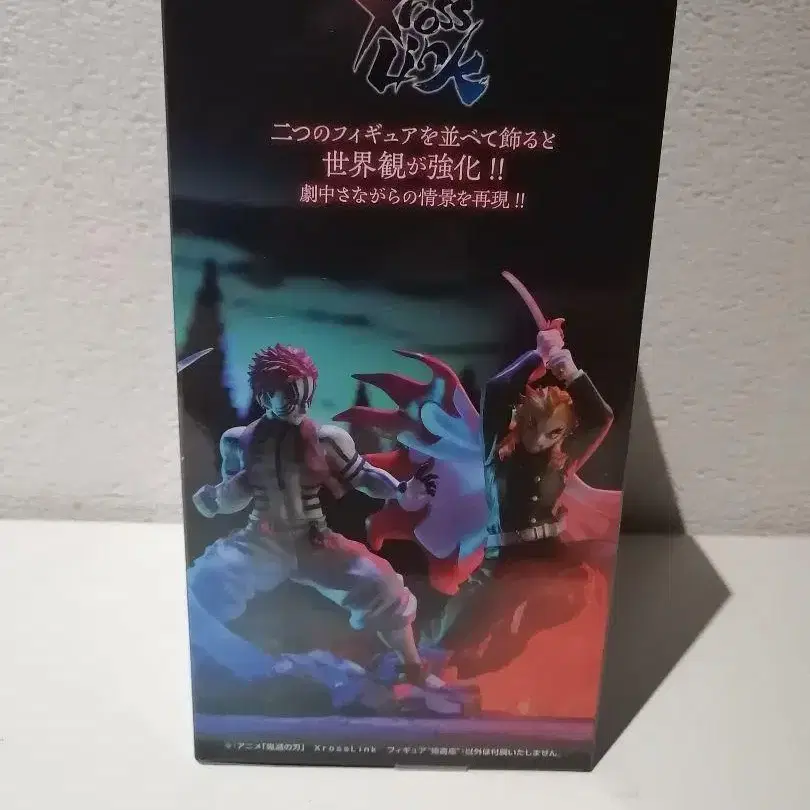 Xross
Link
二つのフィギュアを並べて飾ると
世界観が強化!!
劇中さながらの情景を再現!!
※:アニメ「鬼滅の刃」 XrossLink フィギュア"猗窩座"以外は付属いたしません。